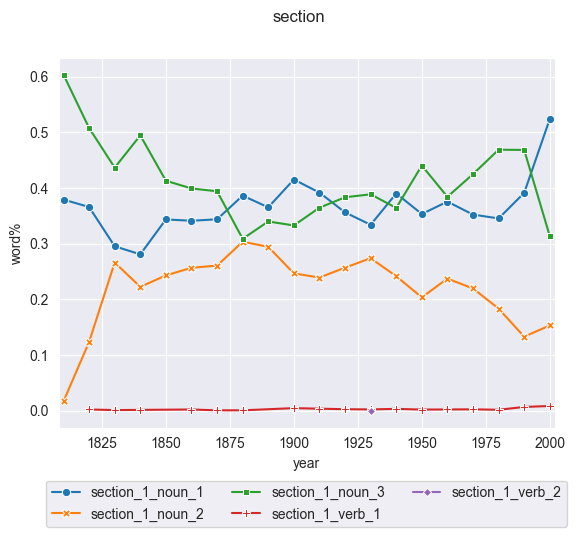 section
0.6
0.5
0.4
0.3
0.2
0.1
0.0
word%
1825 1850 1875 1900 1925 1950 1975 2000
year
section_1_noun_1 section_1_noun_3 section_1_verb_2
section_1_noun_2 section_1_verb_1